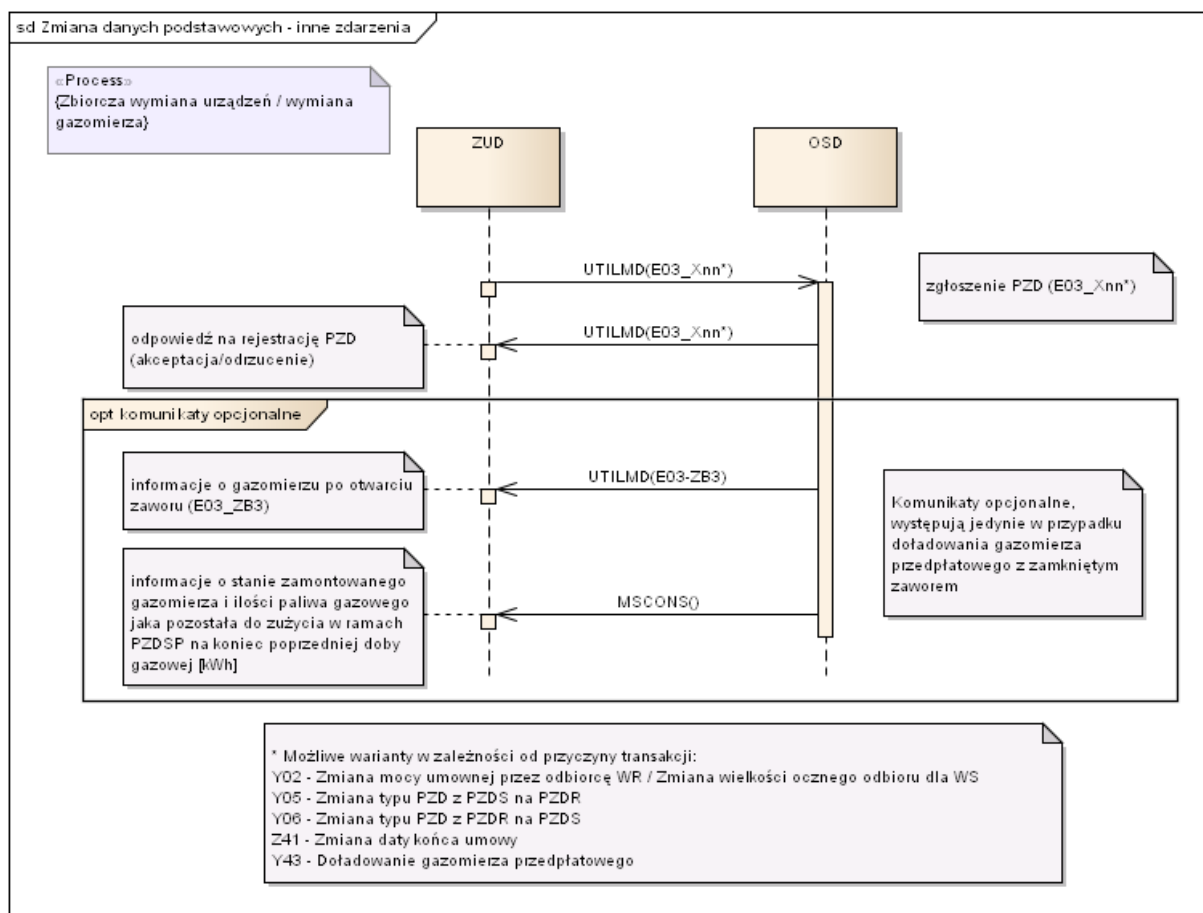 sd Zmiana danych podstawowych - inne zdarzenia
«Process»
{Zbiorcza wymiana urządzeń / wymiana
gazomierza}
ZUD
OSD
UTILMD(E03_Xnn*)
zgłoszenie PZD (E03_Xnn*)
UTILMD(E03_Xnn*)
odpowiedź na rejestrację PZD
(akceptacja/odrzucenie)
opt komunikaty opcjonalne
UTILMD(E03-ZB3)
informacje o gazomierzu po otwarciu
zaworu (E03_ZB3)
Komunikaty opcjonalne,
występują jedynie w przypadku
doładowania gazomierza
przedpłatowego z zamkniętym
zaworem
informacje o stanie zamontowanego
gazomierza i ilości paliwa gazowego
jaka pozostała do zużycia w ramach
PZDSP na koniec poprzedniej doby
gazowej [kWh]
MSCONS()
* Możliwe warianty w zależności od przyczyny transakcji:
Y02 - Zmiana mocy umownej przez odbiorcę WR / Zmiana wielkości ocznego odbioru dla WS
Y05 - Zmiana typu PZD z PZDS na PZDR
Y06 - Zmiana typu PZD z PZDR na PZDS
Z41 - Zmiana daty końca umowy
Y43 - Doładowanie gazomierza przedpłatowego